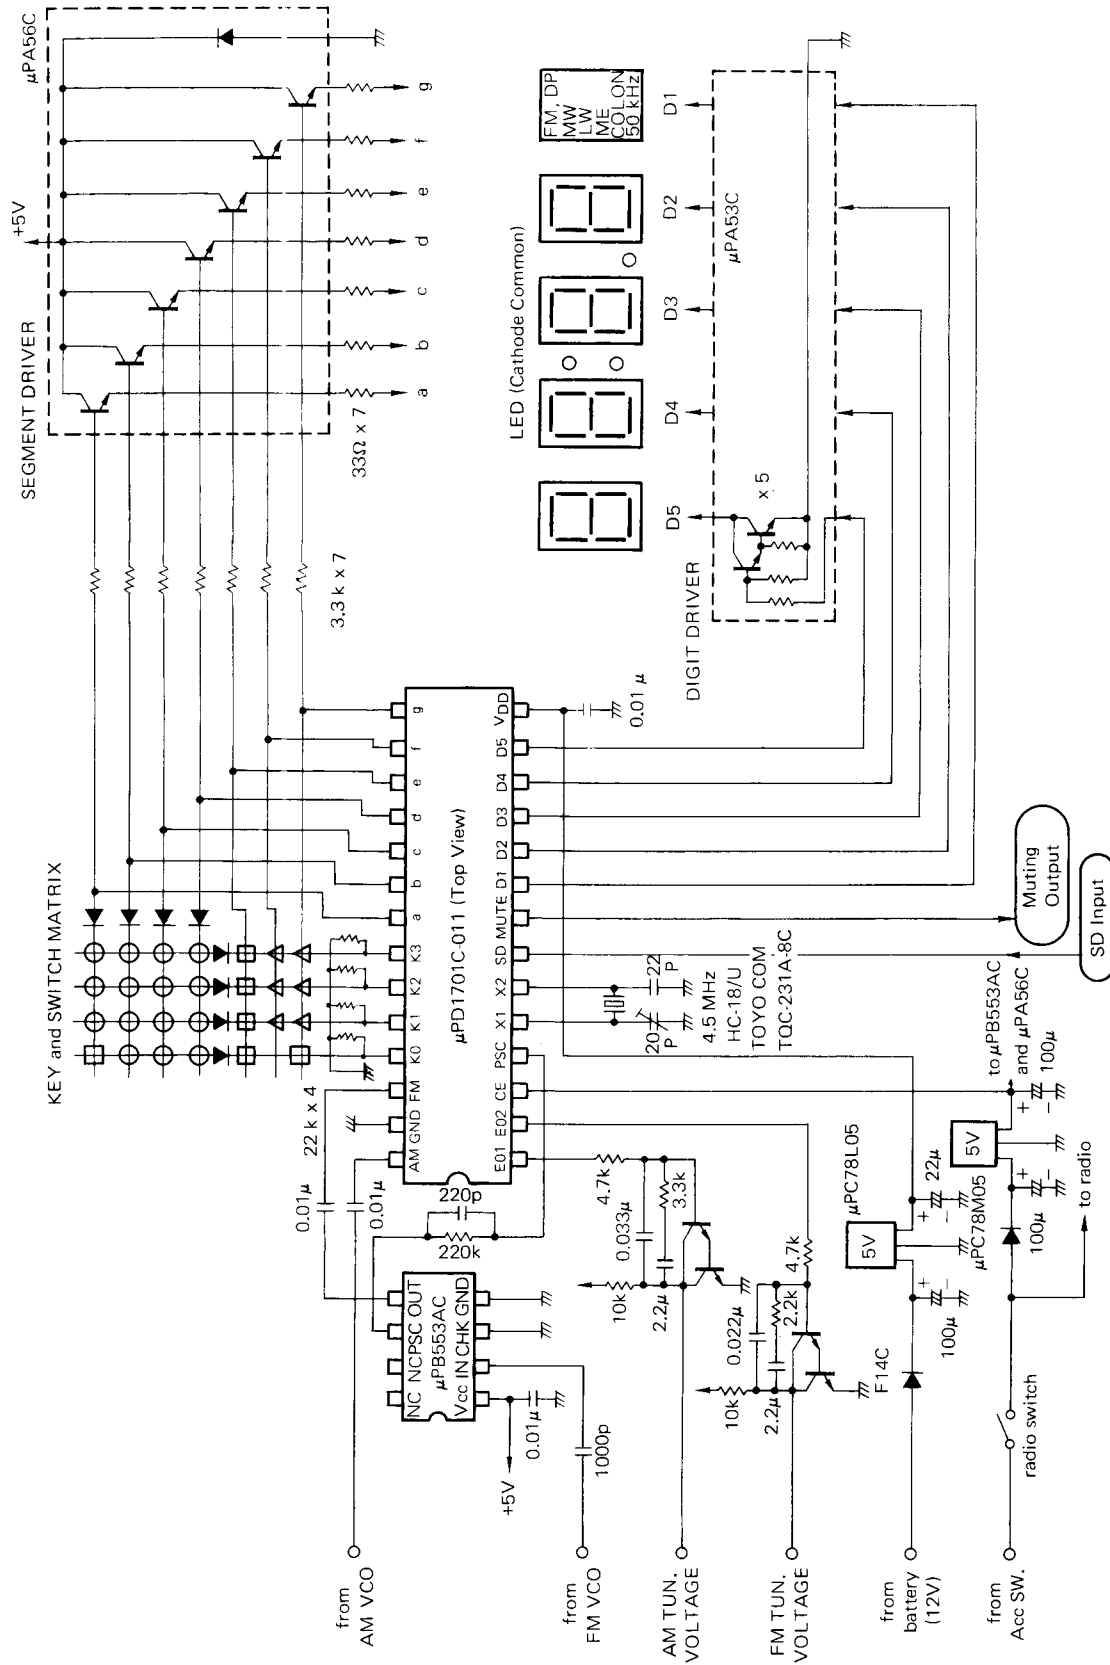 KEY and SWITCH MATRIX
SEGMENT DRIVER
+5V
μPA56C
a
b
c
d
e
f
g
33Ω x 7
3.3 k x 7
22 k x 4
0.01μ
0.01μ
AM
GND
FM
K0
K1
K2
K3
a
b
c
d
e
f
g
μPD1701C-011 (Top View)
E01
E02
CE
PSC
X1
X2
SD
MUTE
D1
D2
D3
D4
D5
VDD
0.01 μ
220p
220k
NC
NC
PSC
OUT
μPB553AC
Vcc
IN
CHK
GND
+5V
0.01μ
1000p
LED (Cathode Common)
FM, DP
MW
LW
ME
COLON
50 kHz
D5
D4
D3
D2
D1
DIGIT DRIVER
x 5
μPA53C
20
P
22
P
4.5 MHz
HC-18/U
TOYO COM
TQC-231A-8C
Muting
Output
SD Input
4.7k
0.033μ
3.3k
10k
2.2μ
4.7k
0.022μ
2.2k
10k
2.2μ
F14C
μPC78L05
5V
+
22μ
−
+
100μ
−
μPC78M05
5V
to μPB553AC
and μPA56C
+
100μ
−
+
100μ
−
to radio
radio switch
from
AM VCO
from
FM VCO
AM TUN.
VOLTAGE
FM TUN.
VOLTAGE
from
battery
(12V)
from
Acc SW.